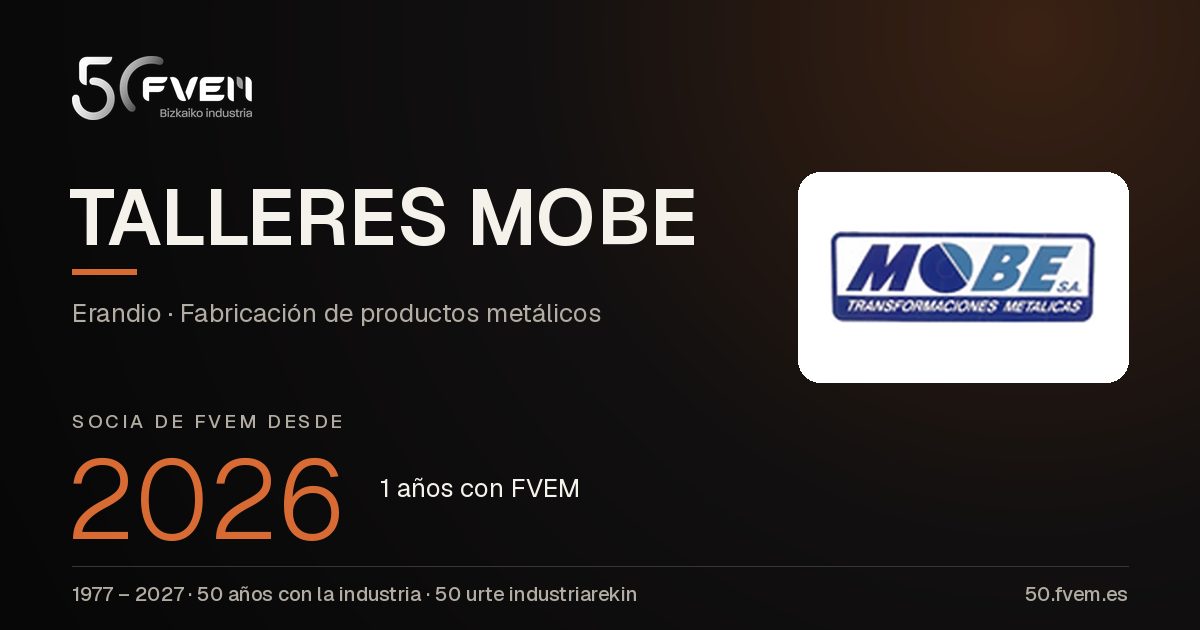 50 FVEM
Bizkaiko industria
TALLERES MOBE
MOBE S.A.
TRANSFORMACIONES METALICAS
Erandio · Fabricación de productos metálicos
SOCIA DE FVEM DESDE
2026
1 años con FVEM
1977 – 2027 · 50 años con la industria · 50 urte industriarekin
50.fvem.es